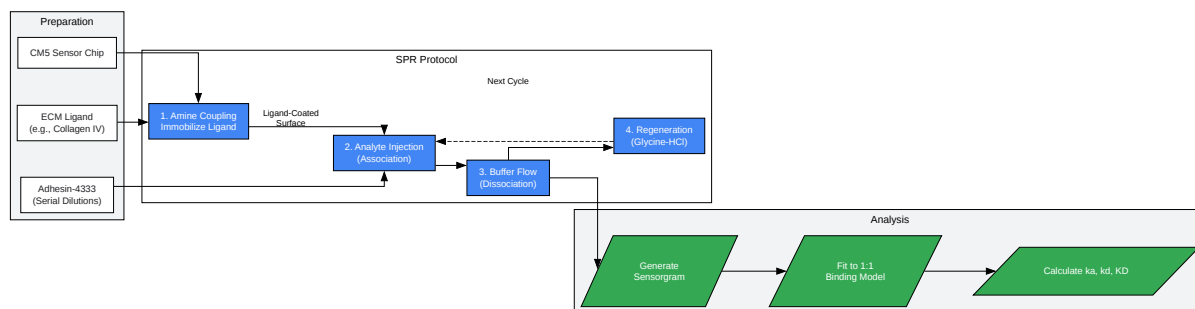 Preparation
CM5 Sensor Chip
ECM Ligand
(e.g., Collagen IV)
Adhesin-4333
(Serial Dilutions)
SPR Protocol
Next Cycle
1. Amine Coupling
Immobilize Ligand
Ligand-Coated
Surface
2. Analyte Injection
(Association)
3. Buffer Flow
(Dissociation)
4. Regeneration
(Glycine-HCl)
Analysis
Generate
Sensorgram
Fit to 1:1
Binding Model
Calculate ka, kd, KD